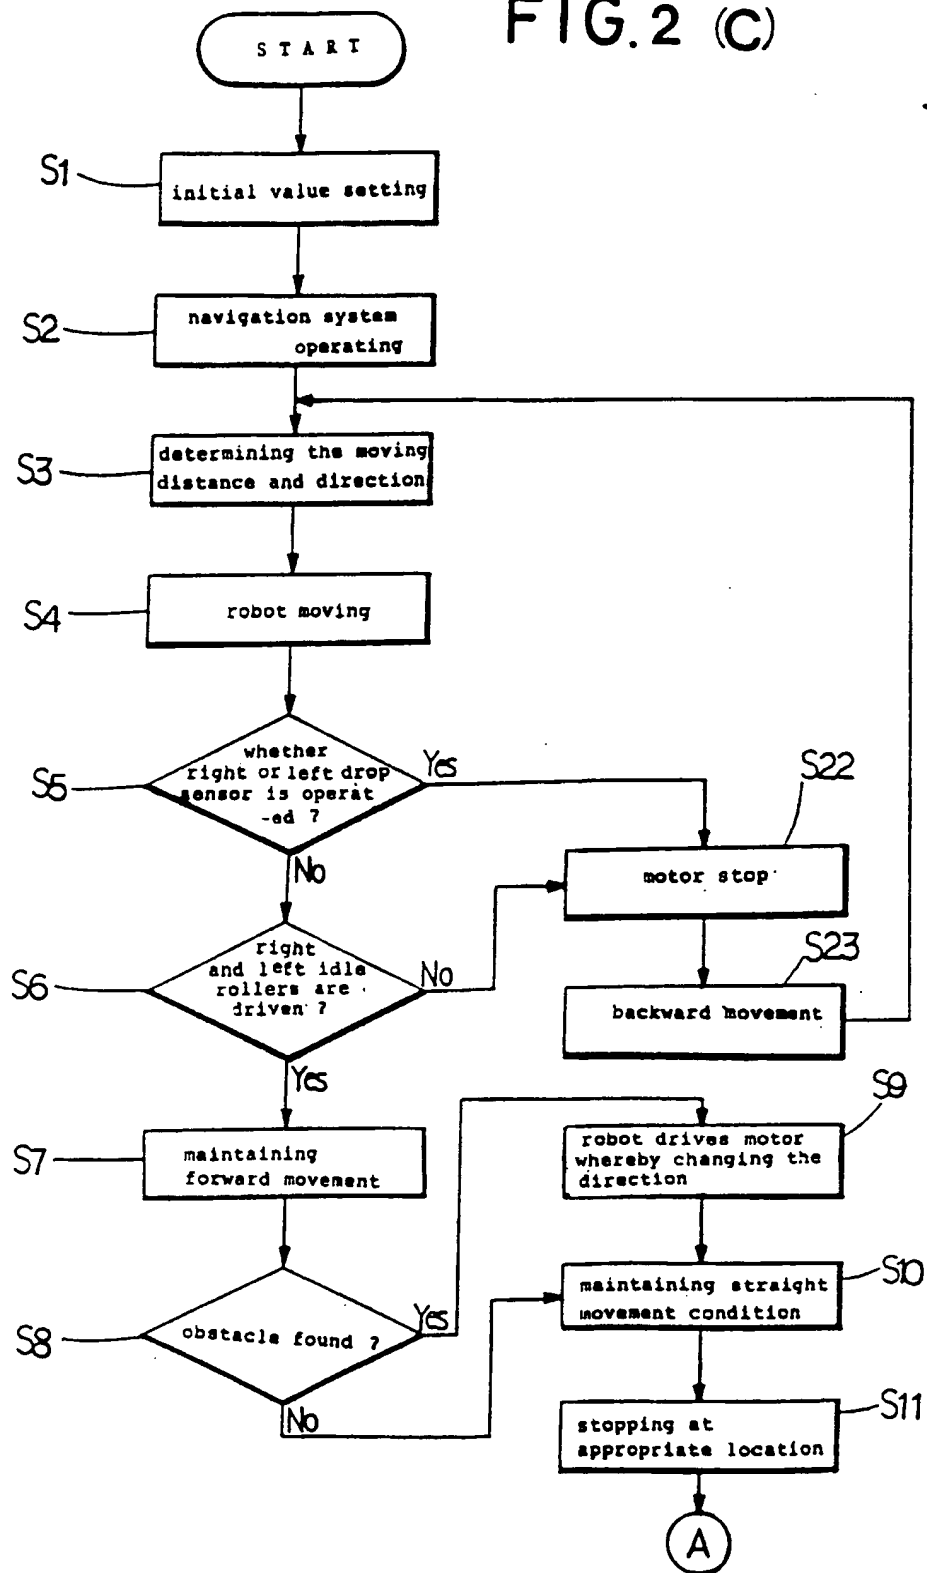 FIG. 2 (C)
START
S1
initial value setting
S2
navigation system
operating
S3
determining the moving
distance and direction
S4
robot moving
S5
whether
right or left drop
sensor is operat
-ed ?
Yes
No
S22
motor stop
S23
backward movement
S6
right
and left idle
rollers are
driven ?
No
Yes
S7
maintaining
forward movement
S8
obstacle found ?
Yes
No
S9
robot drives motor
whereby changing the
direction
S10
maintaining straight
movement condition
S11
stopping at
appropriate location
A